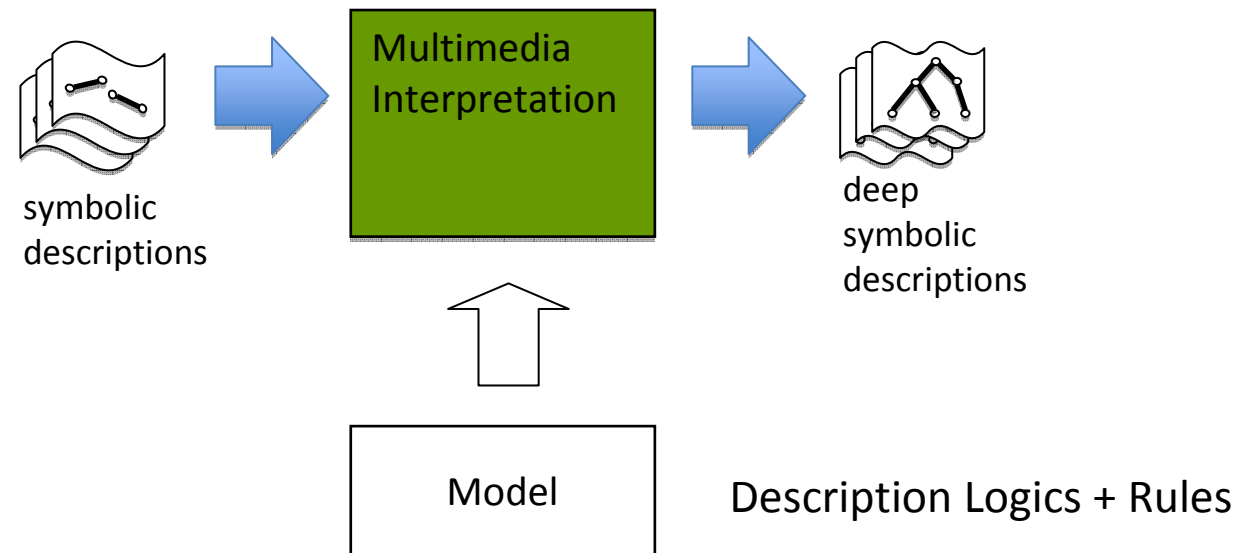 Multimedia
Interpretation
symbolic
descriptions
deep
symbolic
descriptions
Model
Description Logics + Rules